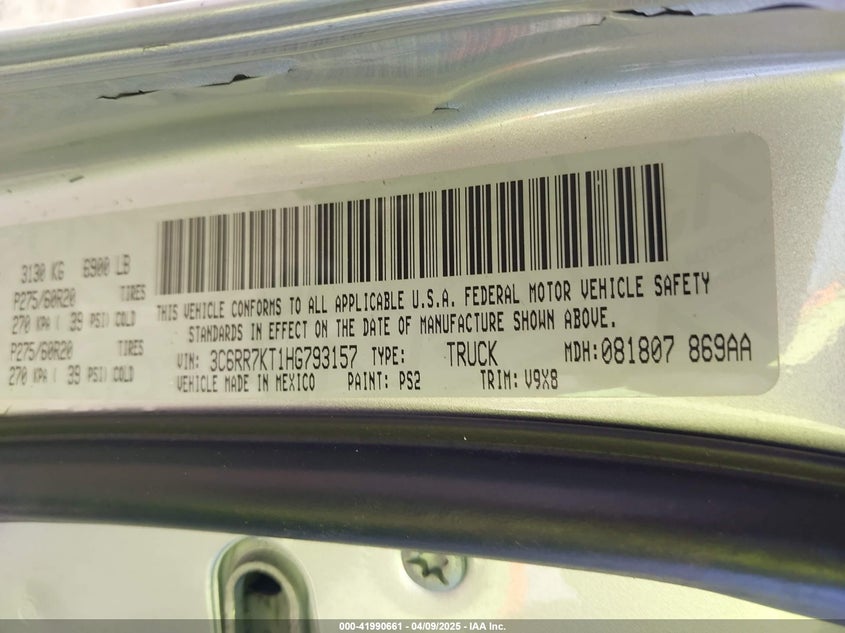 3130 KG 6900 LB
P275/60R20 TIRES
270 KPA ( 39 PSI) COLD
P275/60R20 TIRES
270 KPA ( 39 PSI) COLD
THIS VEHICLE CONFORMS TO ALL APPLICABLE U.S.A. FEDERAL MOTOR VEHICLE SAFETY
STANDARDS IN EFFECT ON THE DATE OF MANUFACTURE SHOWN ABOVE.
VIN: 3C6RR7KT1HG793157 TYPE: TRUCK MDH: 081807 869AA
VEHICLE MADE IN MEXICO PAINT: PS2 TRIM: V9X8
000-41990661 | 04/09/2025 - IAA Inc.